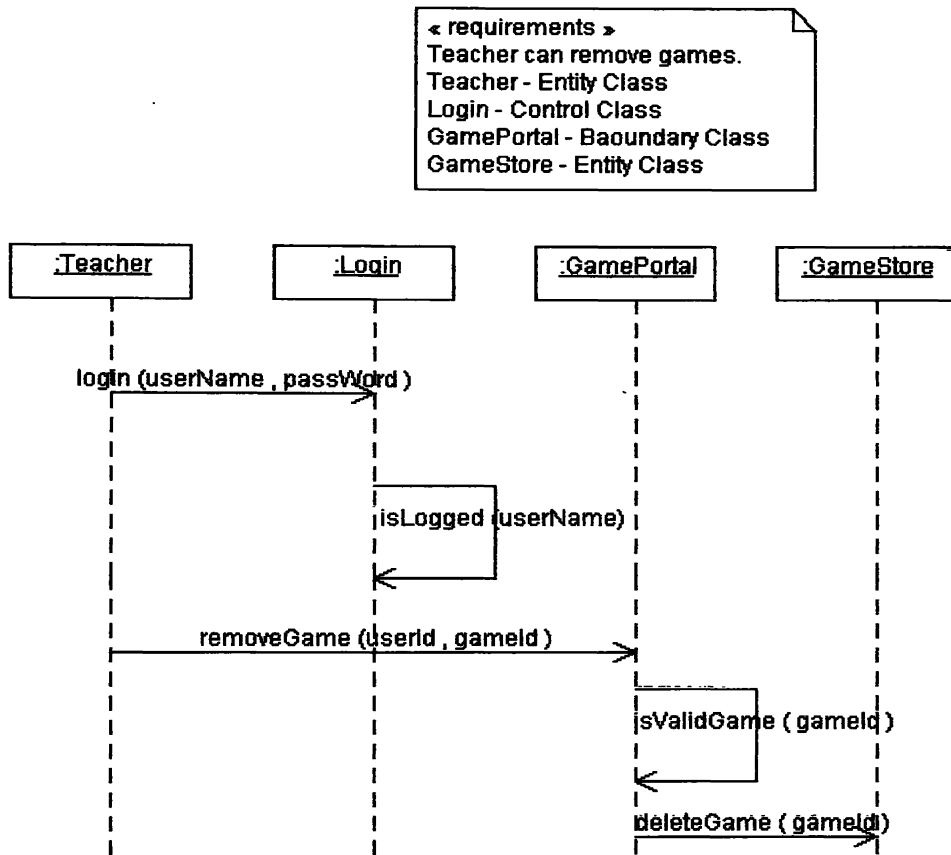 « requirements »
Teacher can remove games.
Teacher - Entity Class
Login - Control Class
GamePortal - Baoundary Class
GameStore - Entity Class
:Teacher
:Login
:GamePortal
:GameStore
login (userName , passWord )
isLogged (userName)
removeGame (userId , gameId )
isValidGame ( gameId )
deleteGame ( gameId)